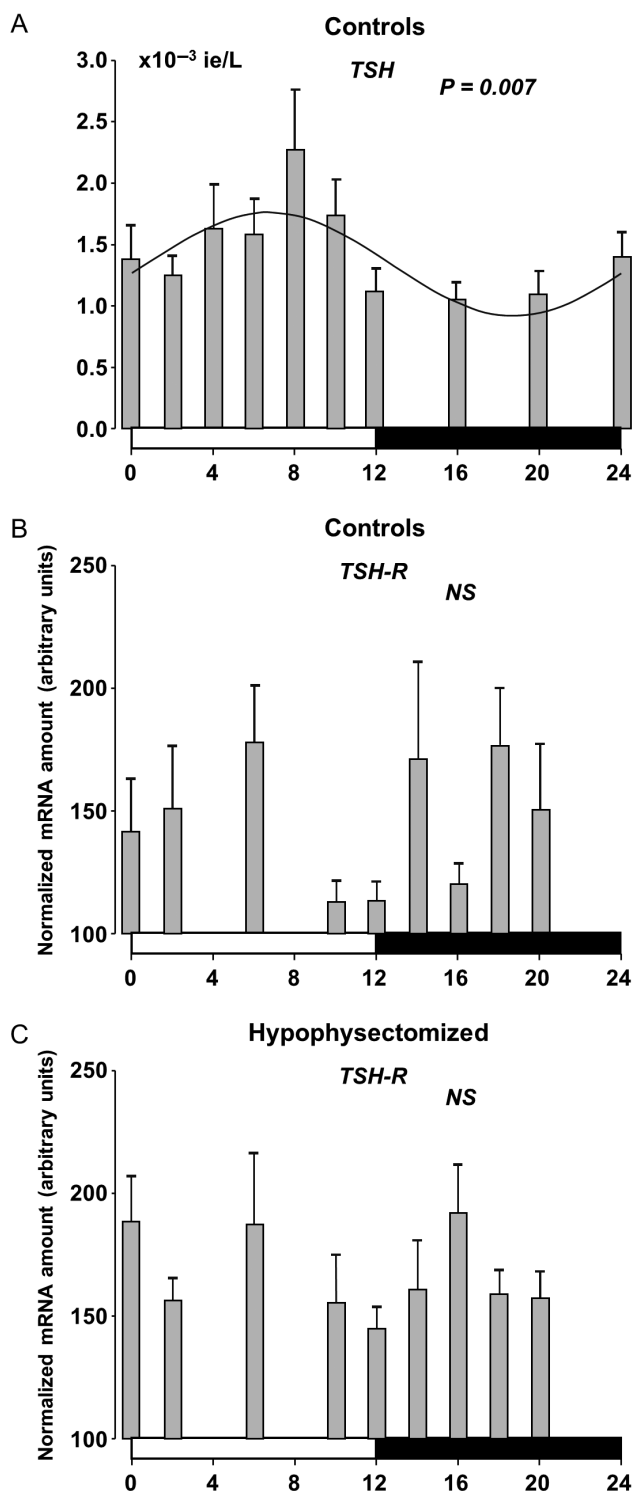 A
Controls
x10⁻³ ie/L
TSH
P = 0.007
3.0
2.5
2.0
1.5
1.0
0.5
0.0
0 4 8 12 16 20 24
B
Controls
Normalized mRNA amount (arbitrary units)
TSH-R
NS
250
200
150
100
0 4 8 12 16 20 24
C
Hypophysectomized
Normalized mRNA amount (arbitrary units)
TSH-R
NS
250
200
150
100
0 4 8 12 16 20 24